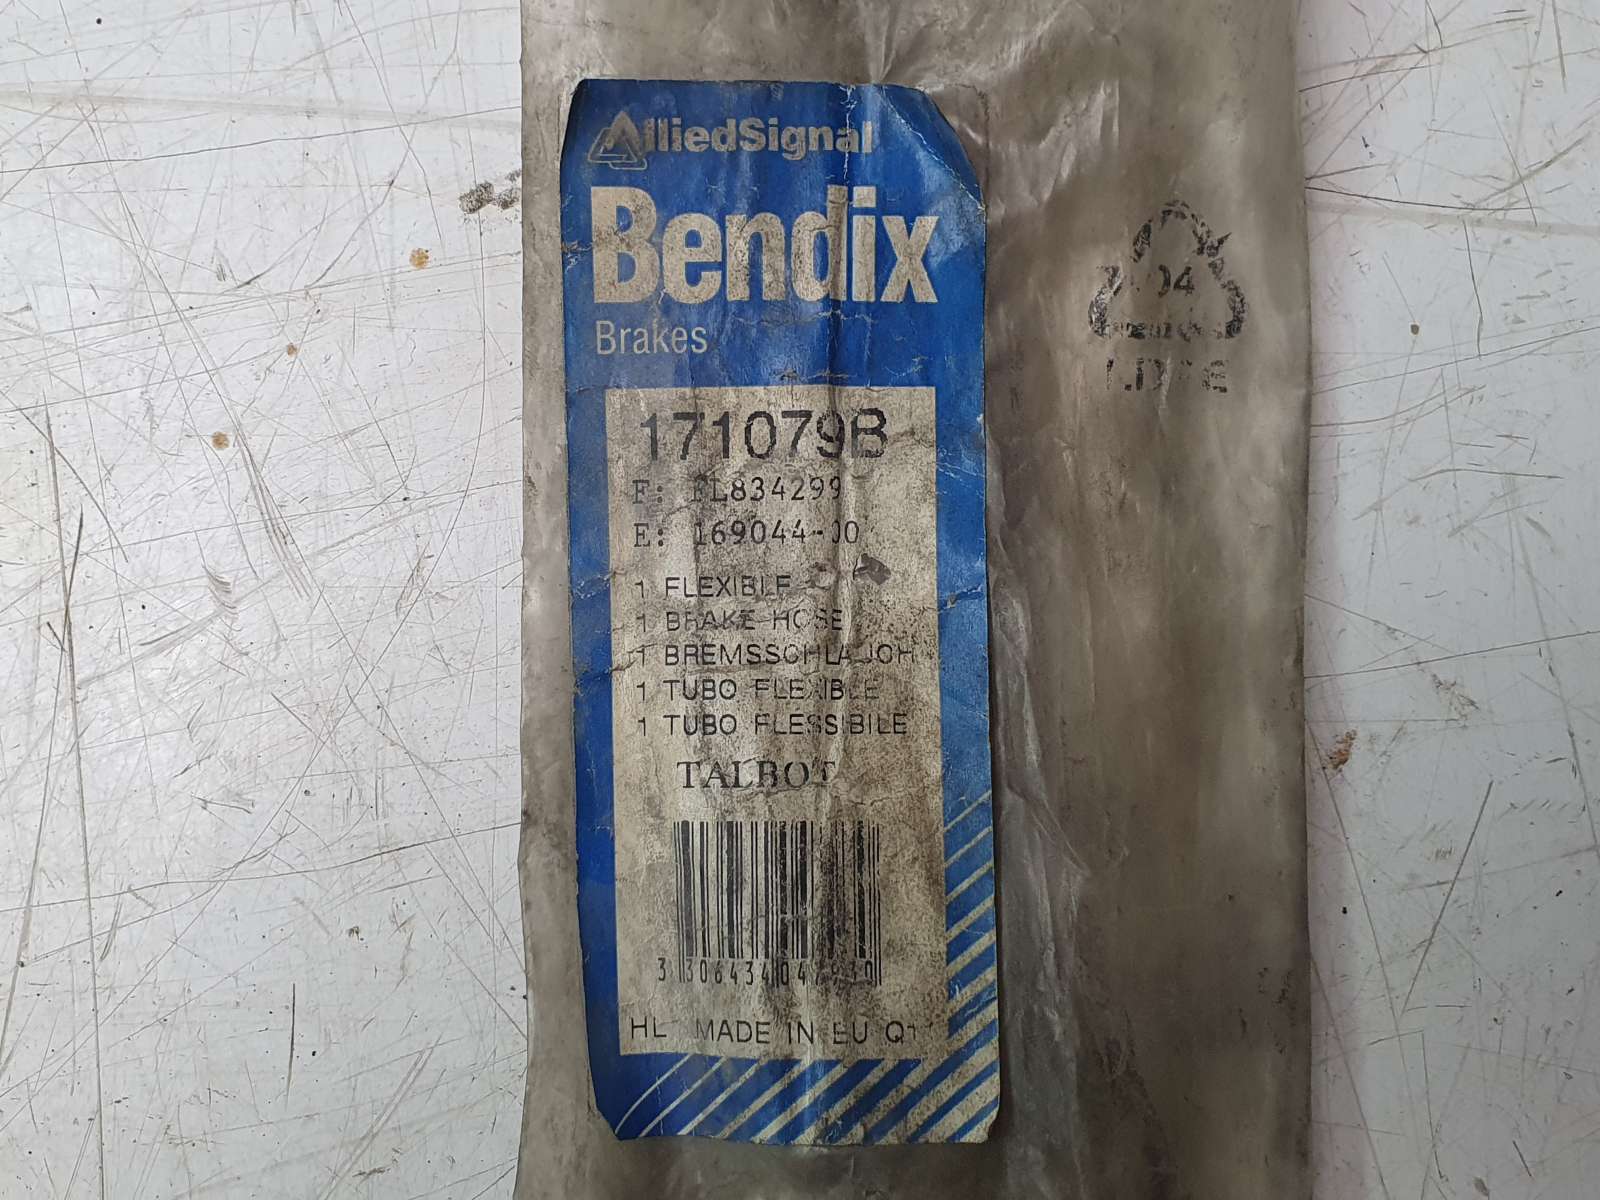 AlliedSignal
Bendix
Brakes
171079B
F: FL834299
E: 169044-00
1 FLEXIBLE
1 BRAKE HOSE
1 BREMSSCHLAUCH
1 TUBO FLEXIBLE
1 TUBO FLESSIBILE
TALBOT
MADE IN EU
04
LDPE